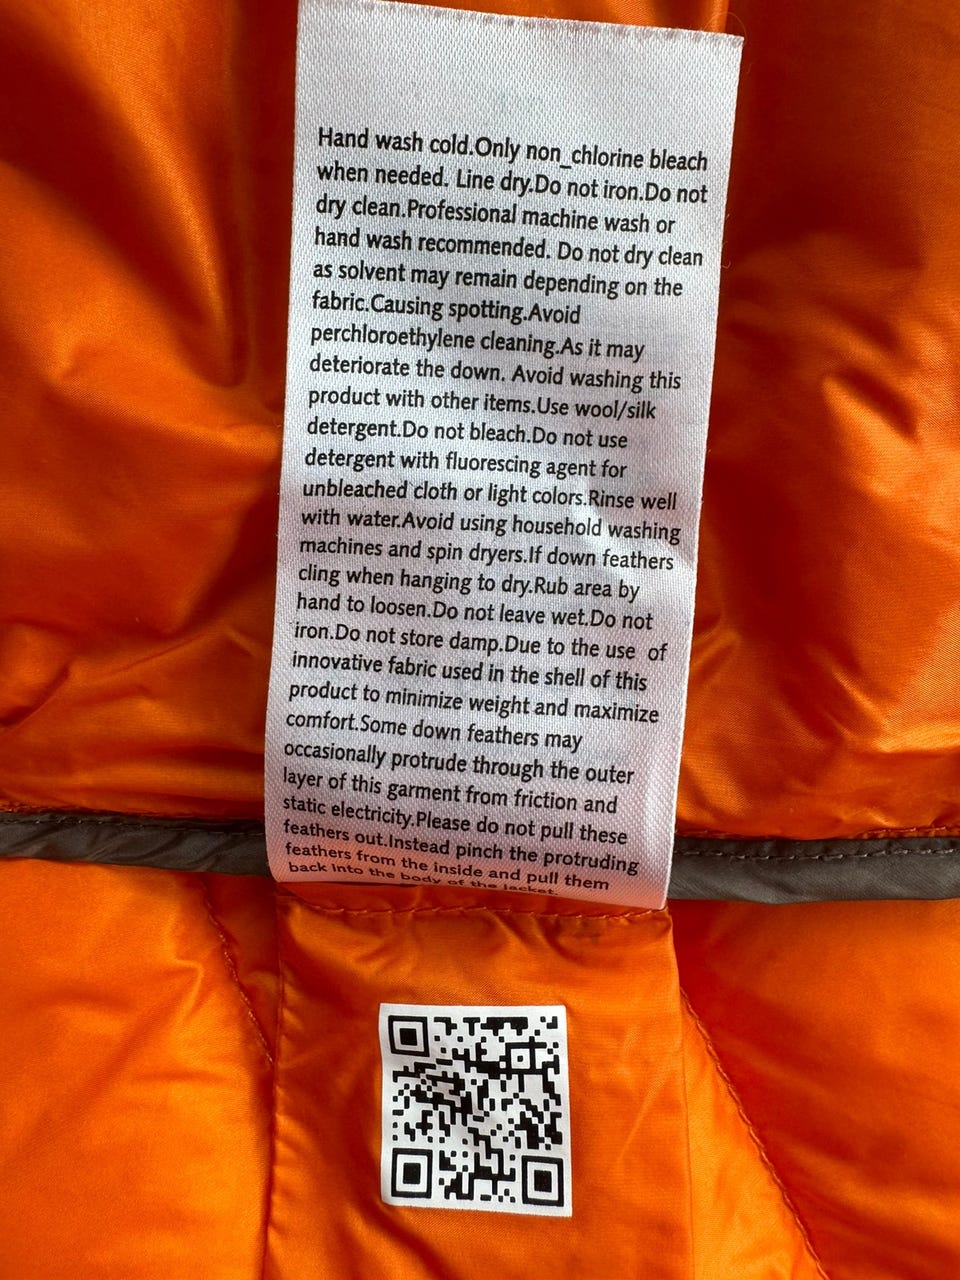 Hand wash cold.Only non_chlorine bleach
when needed. Line dry.Do not iron.Do not
dry clean.Professional machine wash or
hand wash recommended. Do not dry clean
as solvent may remain depending on the
fabric.Causing spotting.Avoid
perchloroethylene cleaning.As it may
deteriorate the down. Avoid washing this
product with other items.Use wool/silk
detergent.Do not bleach.Do not use
detergent with fluorescing agent for
unbleached cloth or light colors.Rinse well
with water.Avoid using household washing
machines and spin dryers.If down feathers
cling when hanging to dry.Rub area by
hand to loosen.Do not leave wet.Do not
iron.Do not store damp.Due to the use of
innovative fabric used in the shell of this
product to minimize weight and maximize
comfort.Some down feathers may
occasionally protrude through the outer
layer of this garment from friction and
static electricity.Please do not pull these
feathers out.Instead pinch the protruding
feathers from the inside and pull them
back into the body of the jacket.